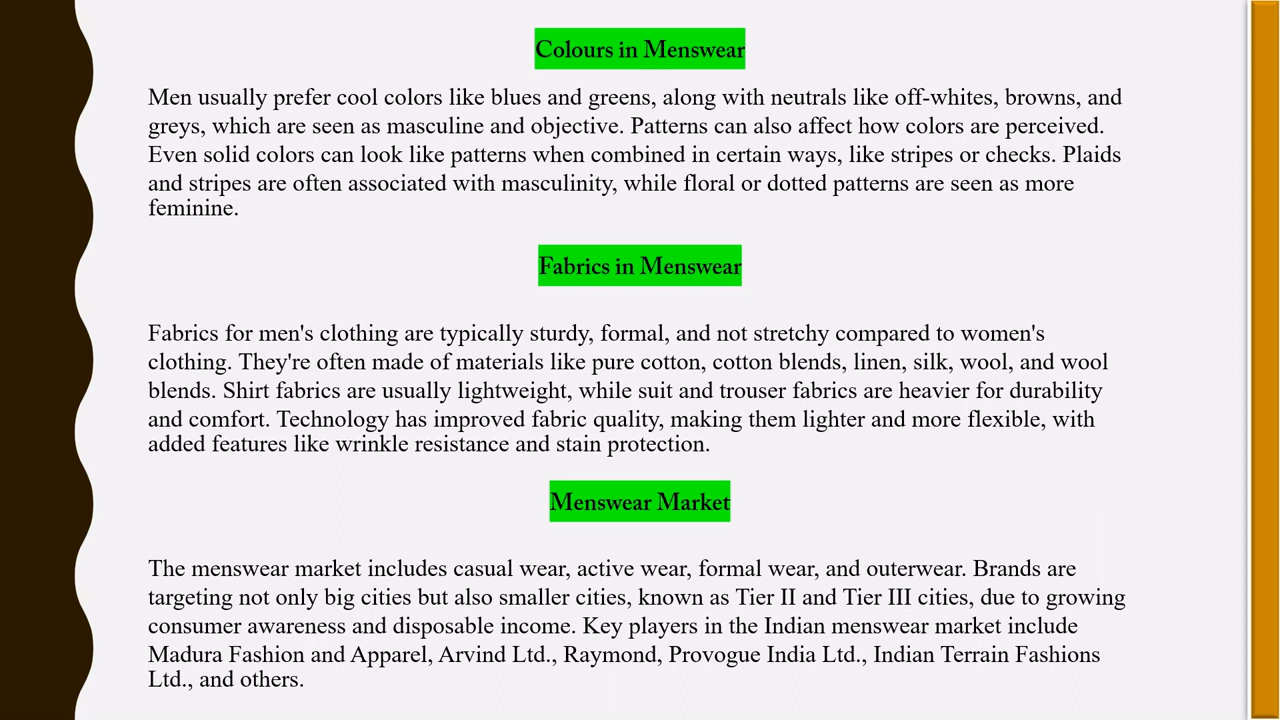 Colours in Menswear
Men usually prefer cool colors like blues and greens, along with neutrals like off-whites, browns, and
greys, which are seen as masculine and objective. Patterns can also affect how colors are perceived.
Even solid colors can look like patterns when combined in certain ways, like stripes or checks. Plaids
and stripes are often associated with masculinity, while floral or dotted patterns are seen as more
feminine.
Fabrics in Menswear
Fabrics for men's clothing are typically sturdy, formal, and not stretchy compared to women's
clothing. They're often made of materials like pure cotton, cotton blends, linen, silk, wool, and wool
blends. Shirt fabrics are usually lightweight, while suit and trouser fabrics are heavier for durability
and comfort. Technology has improved fabric quality, making them lighter and more flexible, with
added features like wrinkle resistance and stain protection.
Menswear Market
The menswear market includes casual wear, active wear, formal wear, and outerwear. Brands are
targeting not only big cities but also smaller cities, known as Tier II and Tier III cities, due to growing
consumer awareness and disposable income. Key players in the Indian menswear market include
Madura Fashion and Apparel, Arvind Ltd., Raymond, Provogue India Ltd., Indian Terrain Fashions
Ltd., and others.